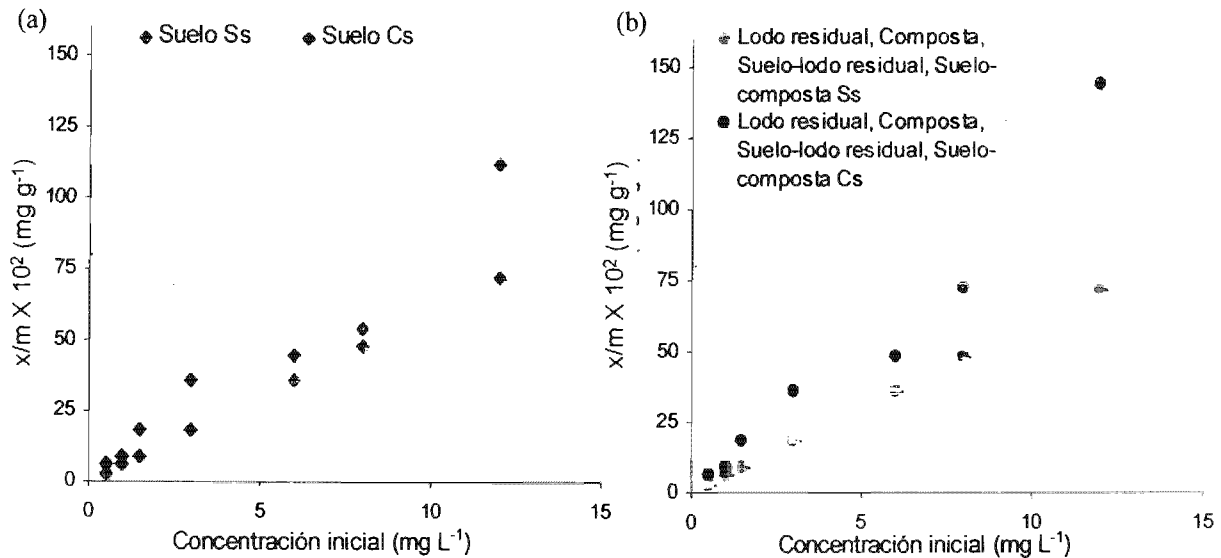 (a)
Suelo Ss
Suelo Cs
150
125
100
75
50
25
0
x/m X 10² (mg g⁻¹)
0
5
10
15
Concentración inicial (mg L⁻¹)
(b)
Lodo residual, Composta,
Suelo-lodo residual, Suelo-
composta Ss
Lodo residual, Composta,
Suelo-lodo residual, Suelo-
composta Cs
150
125
100
75
50
25
0
x/m X 10² (mg g⁻¹)
0
5
10
15
Concentración inicial (mg L⁻¹)